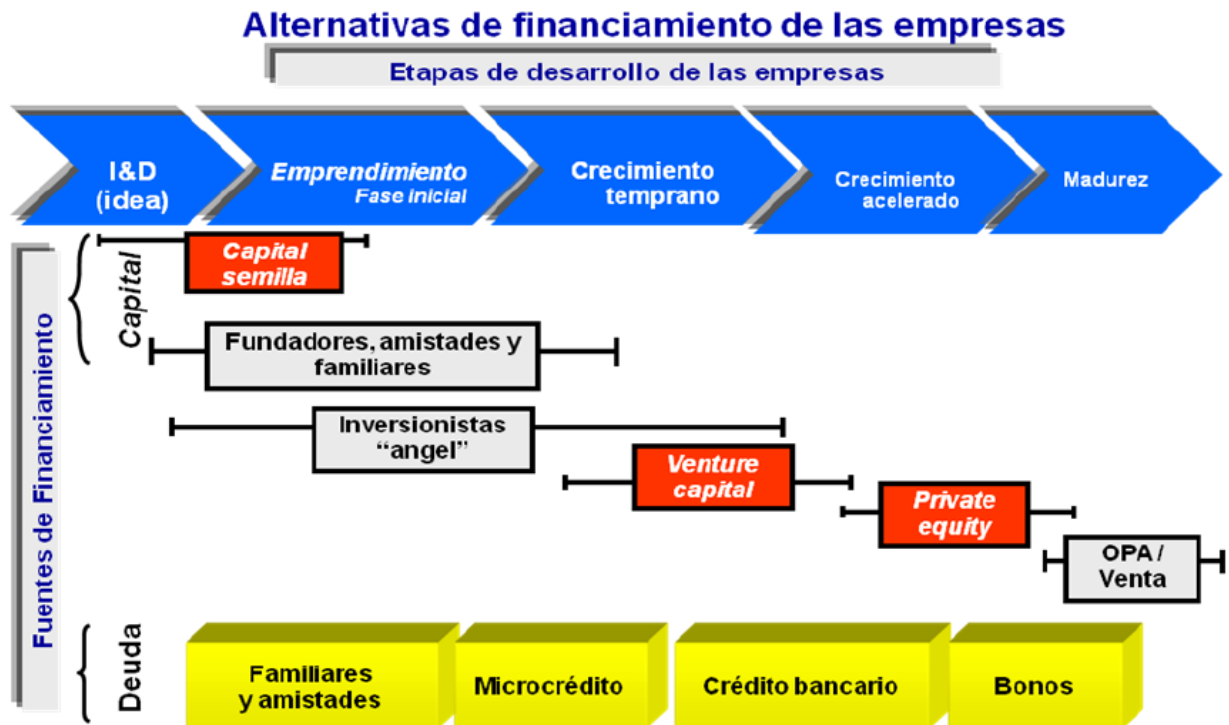 Alternativas de financiamiento de las empresas
Etapas de desarrollo de las empresas
I&D
(idea)
Emprendimiento
Fase inicial
Crecimiento
temprano
Crecimiento
acelerado
Madurez
Fuentes de Financiamiento
Capital
Capital
semilla
Fundadores, amistades y
familiares
Inversionistas
“angel”
Venture
capital
Private
equity
OPA /
Venta
Deuda
Familiares
y amistades
Microcrédito
Crédito bancario
Bonos